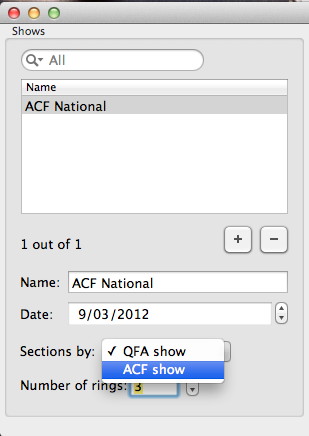 Shows
All
Name
ACF National
1 out of 1
Name: ACF National
Date: 9/03/2012
Sections by: ✓ QFA show
ACF show
Number of rings: 3